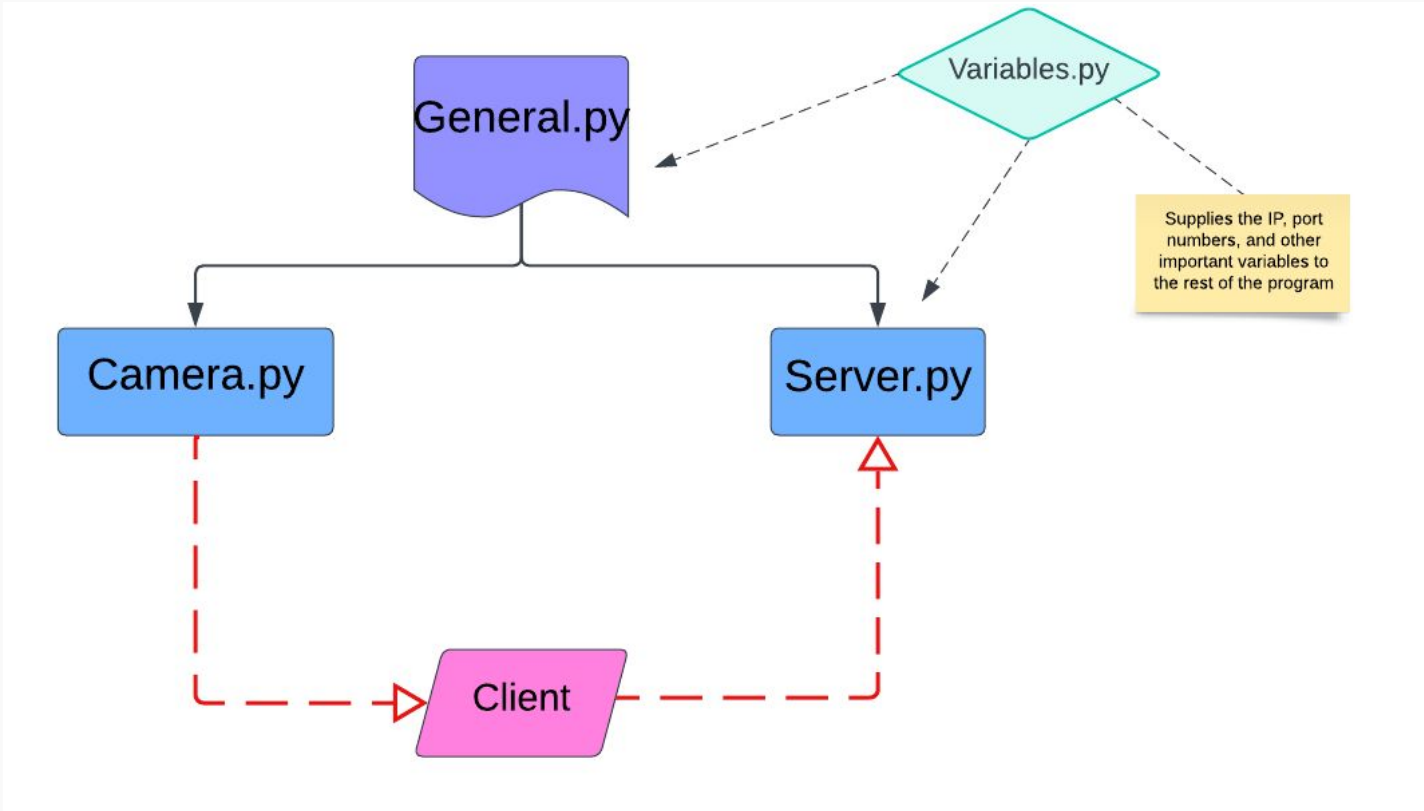 Variables.py
General.py
Supplies the IP, port
numbers, and other
important variables to
the rest of the program
Camera.py
Server.py
Client